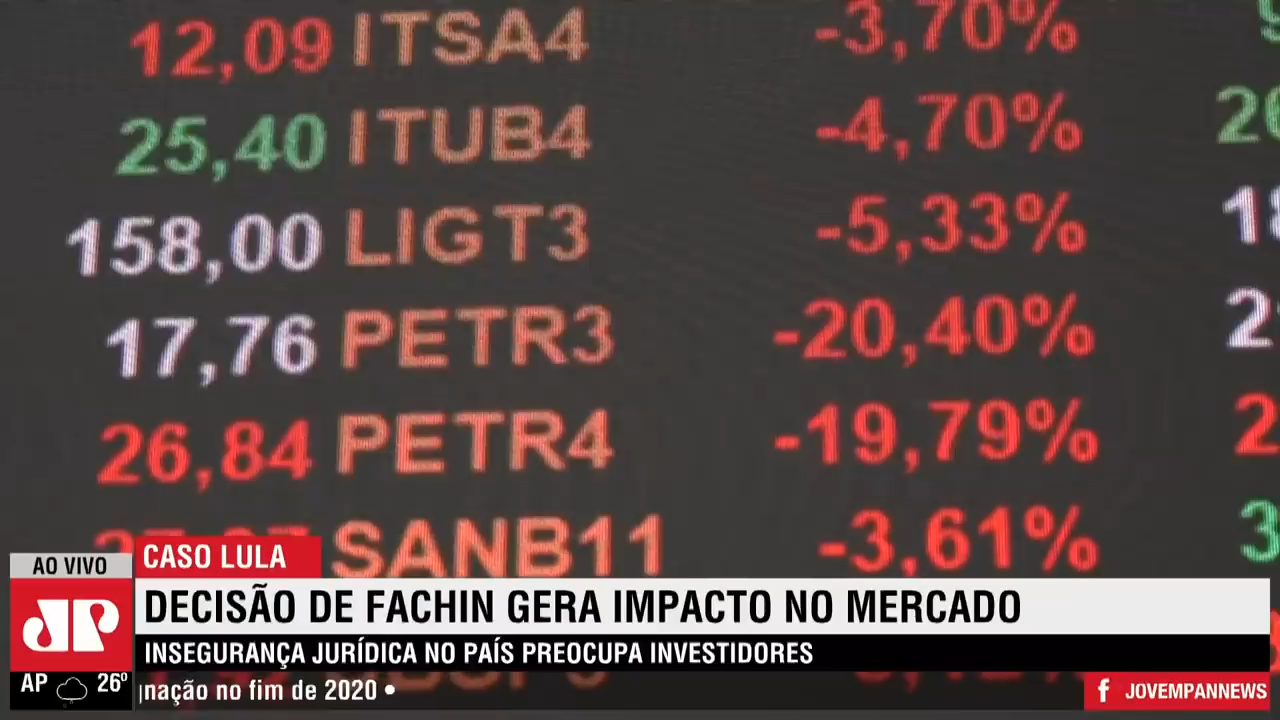 12,09 ITSA4 -3,70%
25,40 ITUB4 -4,70%
158,00 LIGT3 -5,33%
17,76 PETR3 -20,40%
26,84 PETR4 -19,79%
SANB11 -3,61%
CASO LULA
AO VIVO
JP
DECISÃO DE FACHIN GERA IMPACTO NO MERCADO
INSEGURANÇA JURÍDICA NO PAÍS PREOCUPA INVESTIDORES
AP 26º
nação no fim de 2020 •
f JOVEMPANNEWS